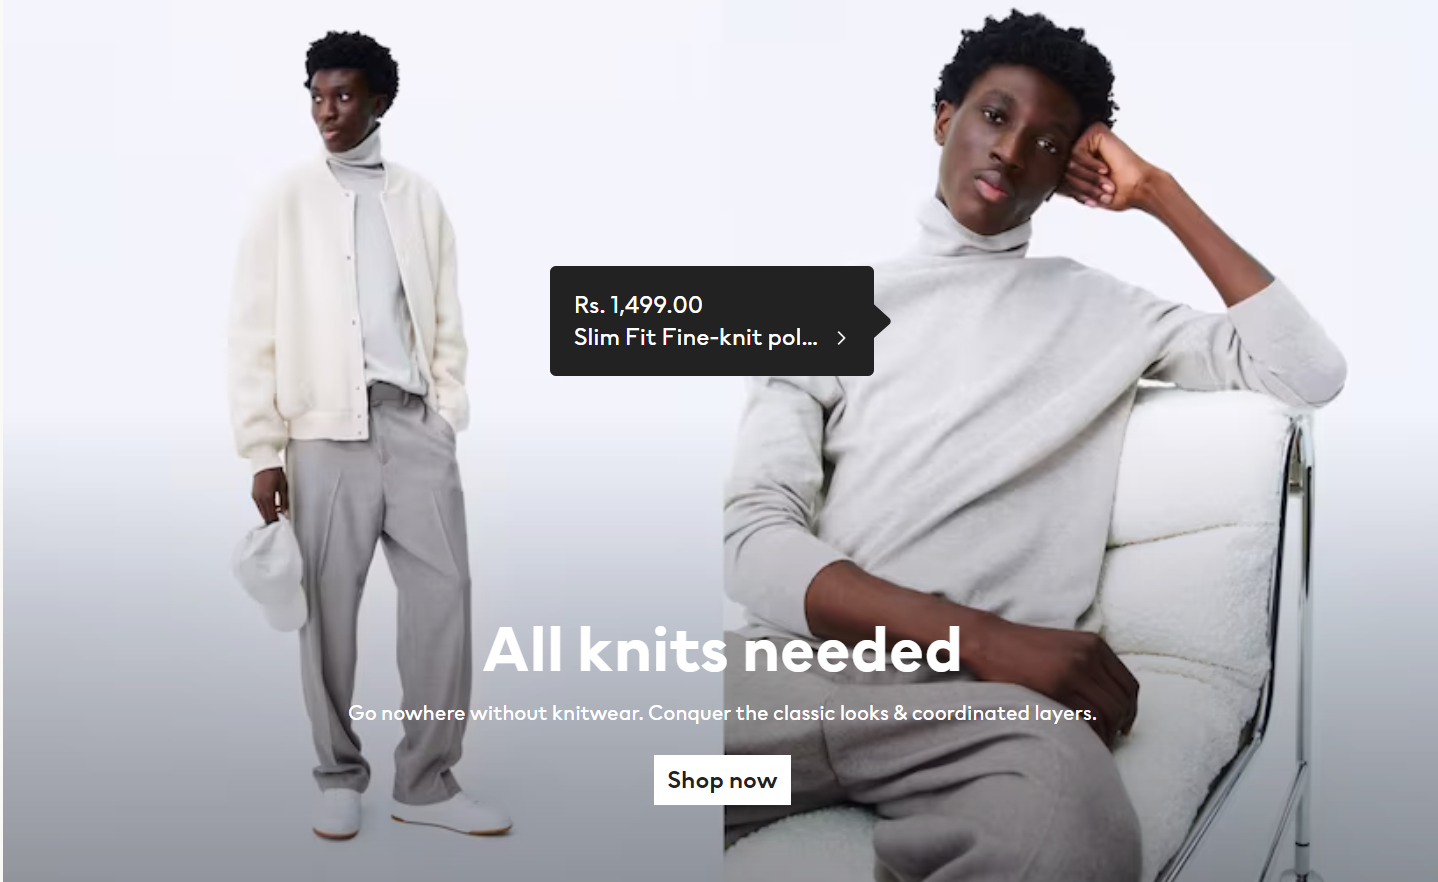 Rs. 1,499.00
Slim Fit Fine-knit pol...
All knits needed
Go nowhere without knitwear. Conquer the classic looks & coordinated layers.
Shop now